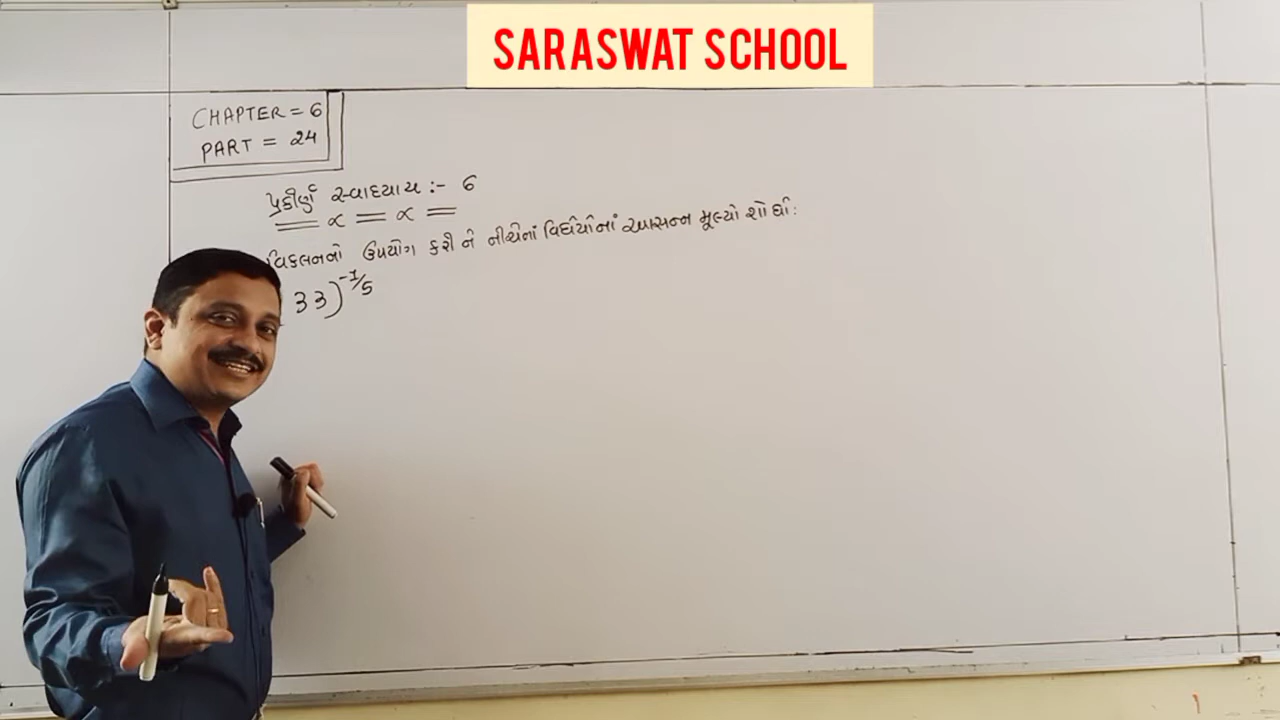 SARASWAT SCHOOL
CHAPTER = 6
PART = 24
પ્રકીર્ણ સ્વાધ્યાય :- 6
વિકલનનો ઉપયોગ કરી ને નીચેનાં વિધેયોનાં આસન્ન મૂલ્યો શોધો :
33)^-1/5